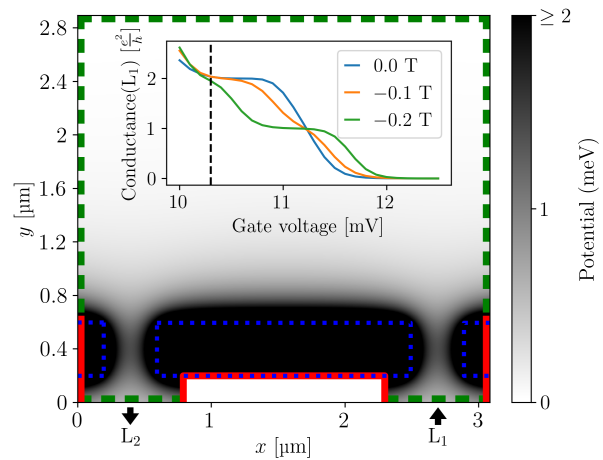 2.8
2.4
2
1.6
1.2
0.8
0.4
0
y [µm]
0
1
2
3
x [µm]
L₂
L₁
Conductance(L₁) [e²/h]
2
1
0
10
11
12
Gate voltage [mV]
0.0 T
−0.1 T
−0.2 T
≥ 2
1
0
Potential (meV)